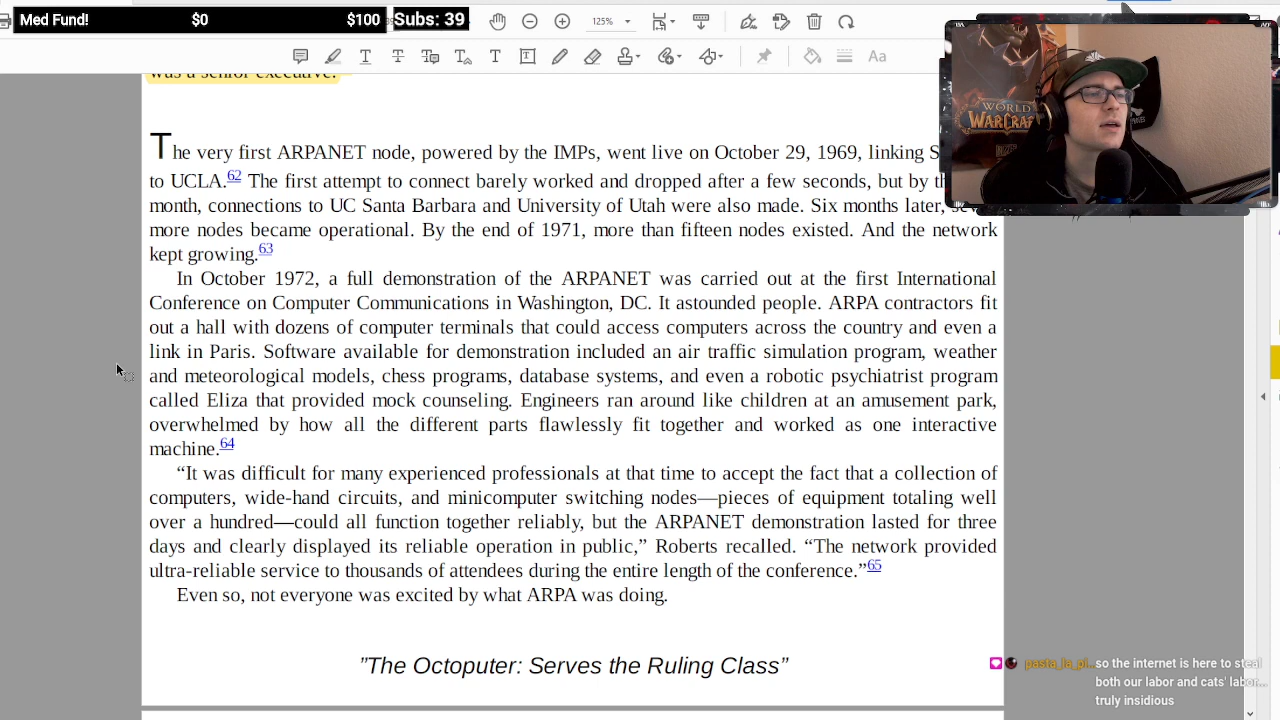 Med Fund! $0 $100 Subs: 39
125%
Aa
was a senior executive.
The very first ARPANET node, powered by the IMPs, went live on October 29, 1969, linking
to UCLA.62 The first attempt to connect barely worked and dropped after a few seconds, but by
month, connections to UC Santa Barbara and University of Utah were also made. Six months later,
more nodes became operational. By the end of 1971, more than fifteen nodes existed. And the network
kept growing.63
In October 1972, a full demonstration of the ARPANET was carried out at the first International
Conference on Computer Communications in Washington, DC. It astounded people. ARPA contractors fit
out a hall with dozens of computer terminals that could access computers across the country and even a
link in Paris. Software available for demonstration included an air traffic simulation program, weather
and meteorological models, chess programs, database systems, and even a robotic psychiatrist program
called Eliza that provided mock counseling. Engineers ran around like children at an amusement park,
overwhelmed by how all the different parts flawlessly fit together and worked as one interactive
machine.64
“It was difficult for many experienced professionals at that time to accept the fact that a collection of
computers, wide-hand circuits, and minicomputer switching nodes—pieces of equipment totaling well
over a hundred—could all function together reliably, but the ARPANET demonstration lasted for three
days and clearly displayed its reliable operation in public,” Roberts recalled. “The network provided
ultra-reliable service to thousands of attendees during the entire length of the conference.”65
Even so, not everyone was excited by what ARPA was doing.
”The Octoputer: Serves the Ruling Class”
WORLD
WARCRAFT
pasta_la_pi.. so the internet is here to steal
both our labor and cats' labor...
truly insidious